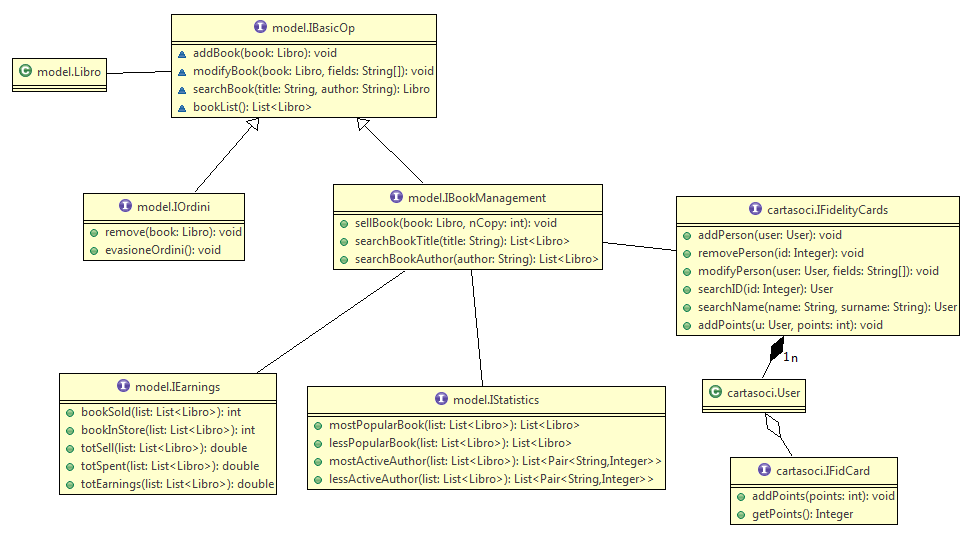 I model.IBasicOp
addBook(book: Libro): void
modifyBook(book: Libro, fields: String[]): void
searchBook(title: String, author: String): Libro
bookList(): List<Libro>
C model.Libro
I model.IOrdini
remove(book: Libro): void
evasioneOrdini(): void
I model.IBookManagement
sellBook(book: Libro, nCopy: int): void
searchBookTitle(title: String): List<Libro>
searchBookAuthor(author: String): List<Libro>
I cartasoci.IFidelityCards
addPerson(user: User): void
removePerson(id: Integer): void
modifyPerson(user: User, fields: String[]): void
searchID(id: Integer): User
searchName(name: String, surname: String): User
addPoints(u: User, points: int): void
1 n
I model.IEarnings
bookSold(list: List<Libro>): int
bookInStore(list: List<Libro>): int
totSell(list: List<Libro>): double
totSpent(list: List<Libro>): double
totEarnings(list: List<Libro>): double
I model.IStatistics
mostPopularBook(list: List<Libro>): List<Libro>
lessPopularBook(list: List<Libro>): List<Libro>
mostActiveAuthor(list: List<Libro>): List<Pair<String,Integer>>
lessActiveAuthor(list: List<Libro>): List<Pair<String,Integer>>
C cartasoci.User
I cartasoci.IFidCard
addPoints(points: int): void
getPoints(): Integer